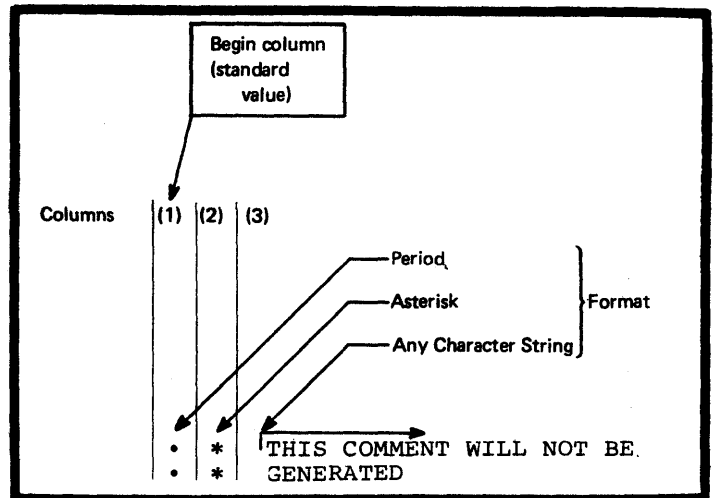 Begin column
(standard
value)
Columns (1) (2) (3)
Period
Asterisk
Format
Any Character String
. * THIS COMMENT WILL NOT BE
. * GENERATED